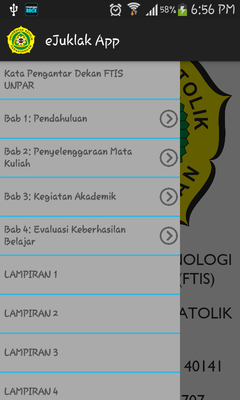 58% 6:56 PM
eJuklak App
Kata Pengantar Dekan FTIS
UNPAR
Bab 1: Pendahuluan
Bab 2: Penyelenggaraan Mata
Kuliah
Bab 3: Kegiatan Akademik
Bab 4: Evaluasi Keberhasilan
Belajar
LAMPIRAN 1
LAMPIRAN 2
LAMPIRAN 3
LAMPIRAN 4
TOLIK
AN
NOLOGI
(FTIS)
ATOLIK
40141
707